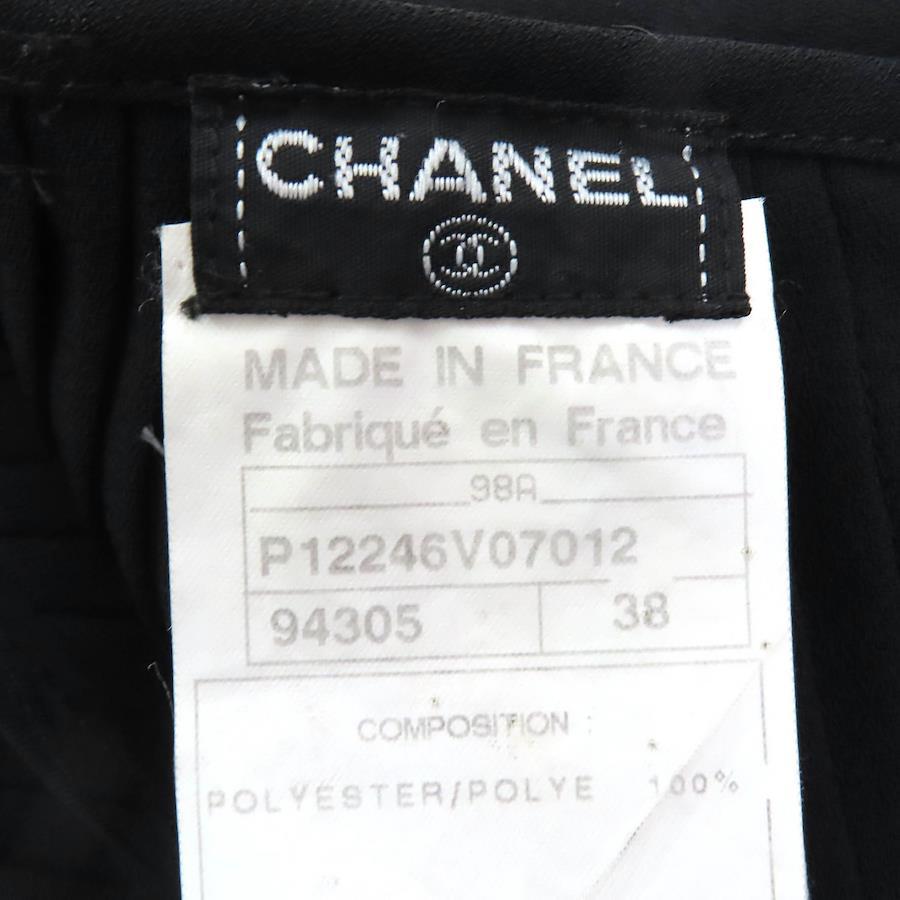 CHANEL
MADE IN FRANCE
Fabriqué en France
98A
P12246V07012
94305 38
COMPOSITION :
POLYESTER/POLYE 100%